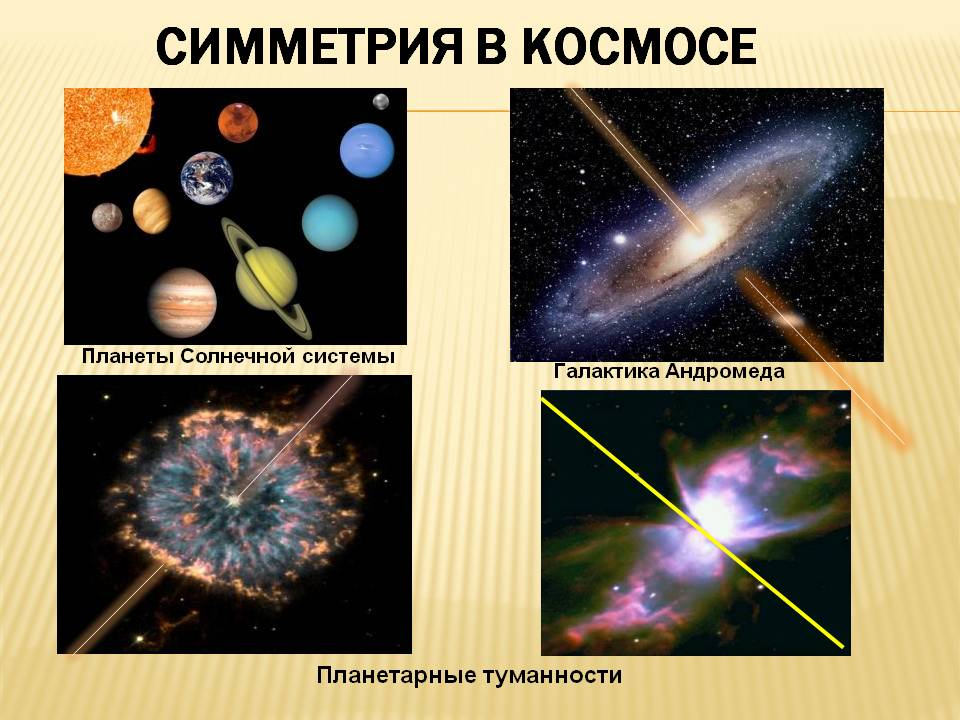 СИММЕТРИЯ В КОСМОСЕ
Планеты Солнечной системы
Галактика Андромеда
Планетарные туманности